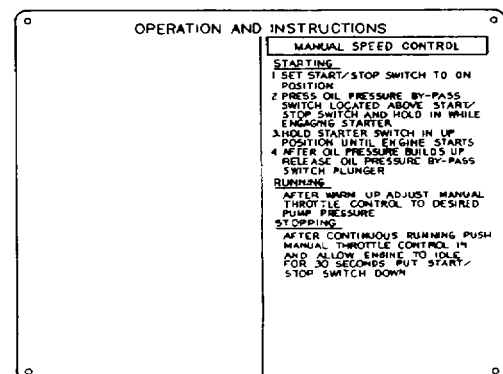 OPERATION AND INSTRUCTIONS
MANUAL SPEED CONTROL
STARTING
1 SET START/STOP SWITCH TO ON
POSITION
2 PRESS OIL PRESSURE BY-PASS
SWITCH LOCATED ABOVE START/
STOP SWITCH AND HOLD IN WHILE
ENGAGING STARTER
3. HOLD STARTER SWITCH IN UP
POSITION UNTIL ENGINE STARTS
4 AFTER OIL PRESSURE BUILDS UP
RELEASE OIL PRESSURE BY-PASS
SWITCH PLUNGER
RUNNING
AFTER WARM UP ADJUST MANUAL
THROTTLE CONTROL TO DESIRED
PUMP PRESSURE
STOPPING
AFTER CONTINUOUS RUNNING PUSH
MANUAL THROTTLE CONTROL IN
AND ALLOW ENGINE TO IDLE
FOR 30 SECONDS PUT START/
STOP SWITCH DOWN